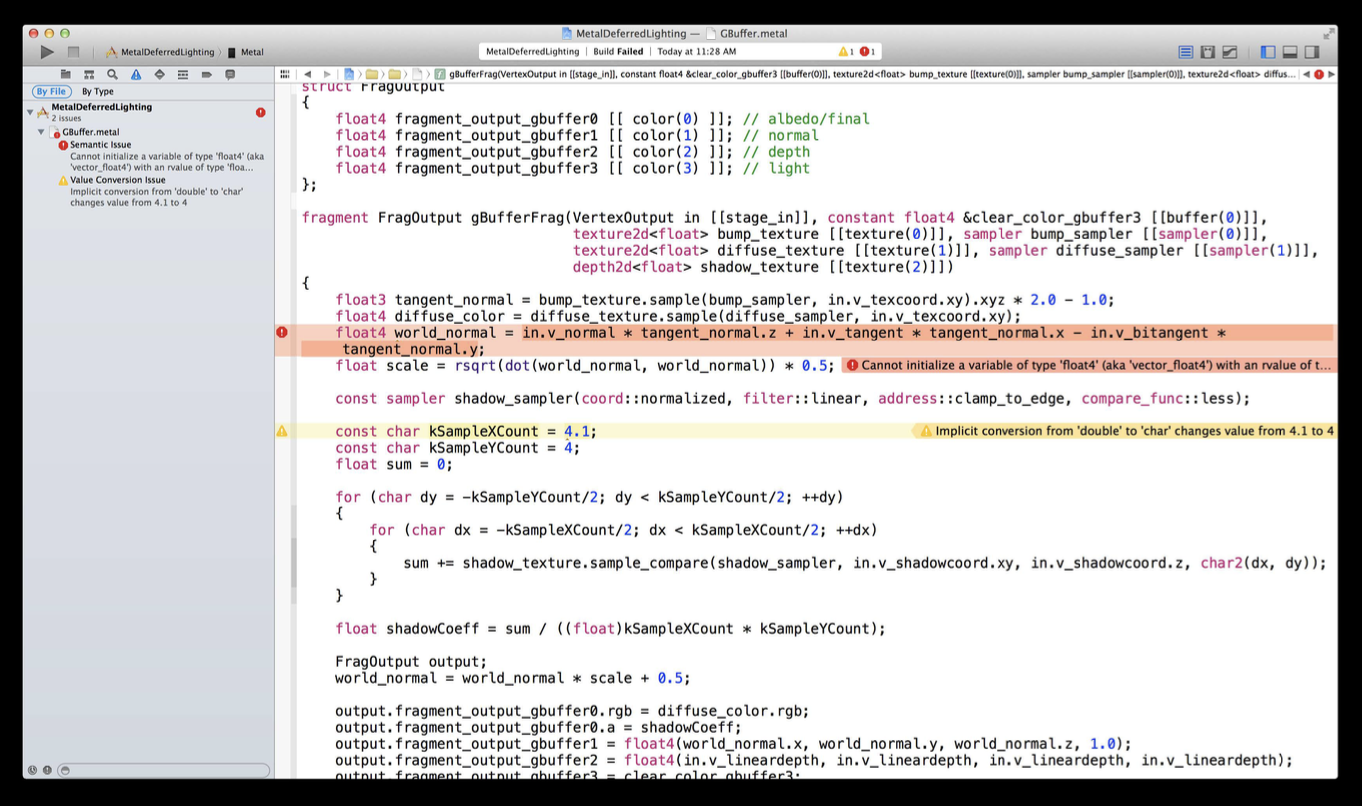 MetalDeferredLighting — GBuffer.metal
MetalDeferredLighting Metal
MetalDeferredLighting | Build Failed | Today at 11:28 AM 1 1
gBufferFrag(VertexOutput in [[stage_in]], constant float4 &clear_color_gbuffer3 [[buffer(0)]], texture2d<float> bump_texture [[texture(0)]], sampler bump_sampler [[sampler(0)]], texture2d<float> diffus...
By File By Type
MetalDeferredLighting
2 issues
GBuffer.metal
Semantic Issue
Cannot initialize a variable of type 'float4' (aka
'vector_float4') with an rvalue of type 'floa...
Value Conversion Issue
Implicit conversion from 'double' to 'char'
changes value from 4.1 to 4
struct FragOutput
{
float4 fragment_output_gbuffer0 [[ color(0) ]]; // albedo/final
float4 fragment_output_gbuffer1 [[ color(1) ]]; // normal
float4 fragment_output_gbuffer2 [[ color(2) ]]; // depth
float4 fragment_output_gbuffer3 [[ color(3) ]]; // light
};
fragment FragOutput gBufferFrag(VertexOutput in [[stage_in]], constant float4 &clear_color_gbuffer3 [[buffer(0)]],
texture2d<float> bump_texture [[texture(0)]], sampler bump_sampler [[sampler(0)]],
texture2d<float> diffuse_texture [[texture(1)]], sampler diffuse_sampler [[sampler(1)]],
depth2d<float> shadow_texture [[texture(2)]])
{
float3 tangent_normal = bump_texture.sample(bump_sampler, in.v_texcoord.xy).xyz * 2.0 - 1.0;
float4 diffuse_color = diffuse_texture.sample(diffuse_sampler, in.v_texcoord.xy);
float4 world_normal = in.v_normal * tangent_normal.z + in.v_tangent * tangent_normal.x - in.v_bitangent *
tangent_normal.y;
float scale = rsqrt(dot(world_normal, world_normal)) * 0.5; Cannot initialize a variable of type 'float4' (aka 'vector_float4') with an rvalue of t...
const sampler shadow_sampler(coord::normalized, filter::linear, address::clamp_to_edge, compare_func::less);
const char kSampleXCount = 4.1; Implicit conversion from 'double' to 'char' changes value from 4.1 to 4
const char kSampleYCount = 4;
float sum = 0;
for (char dy = -kSampleYCount/2; dy < kSampleYCount/2; ++dy)
{
for (char dx = -kSampleXCount/2; dx < kSampleXCount/2; ++dx)
{
sum += shadow_texture.sample_compare(shadow_sampler, in.v_shadowcoord.xy, in.v_shadowcoord.z, char2(dx, dy));
}
}
float shadowCoeff = sum / ((float)kSampleXCount * kSampleYCount);
FragOutput output;
world_normal = world_normal * scale + 0.5;
output.fragment_output_gbuffer0.rgb = diffuse_color.rgb;
output.fragment_output_gbuffer0.a = shadowCoeff;
output.fragment_output_gbuffer1 = float4(world_normal.x, world_normal.y, world_normal.z, 1.0);
output.fragment_output_gbuffer2 = float4(in.v_lineardepth, in.v_lineardepth, in.v_lineardepth, in.v_lineardepth);
output.fragment_output_gbuffer3 = clear_color_gbuffer3;